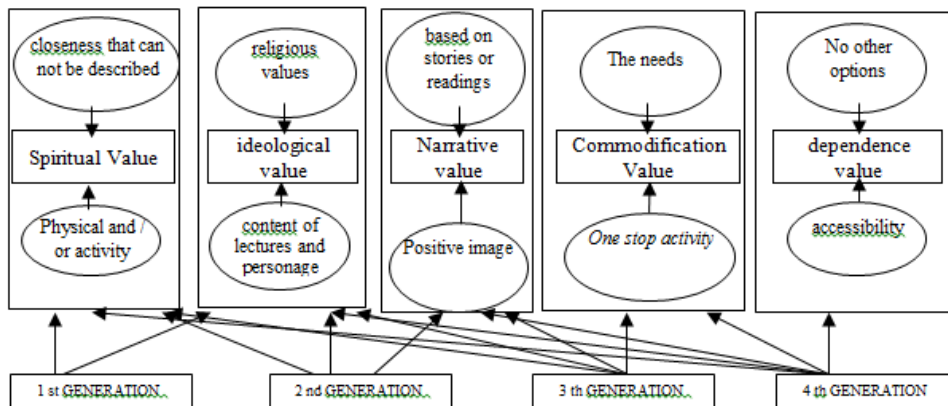 closeness that can
not be described
religious
values
based on
stories or
readings
The needs
No other
options
Spiritual Value
ideological
value
Narrative
value
Commodification
Value
dependence
value
Physical and /
or activity
content of
lectures and
personage
Positive image
One stop activity
accessibility
1 st GENERATION
2 nd GENERATION
3 th GENERATION
4 th GENERATION